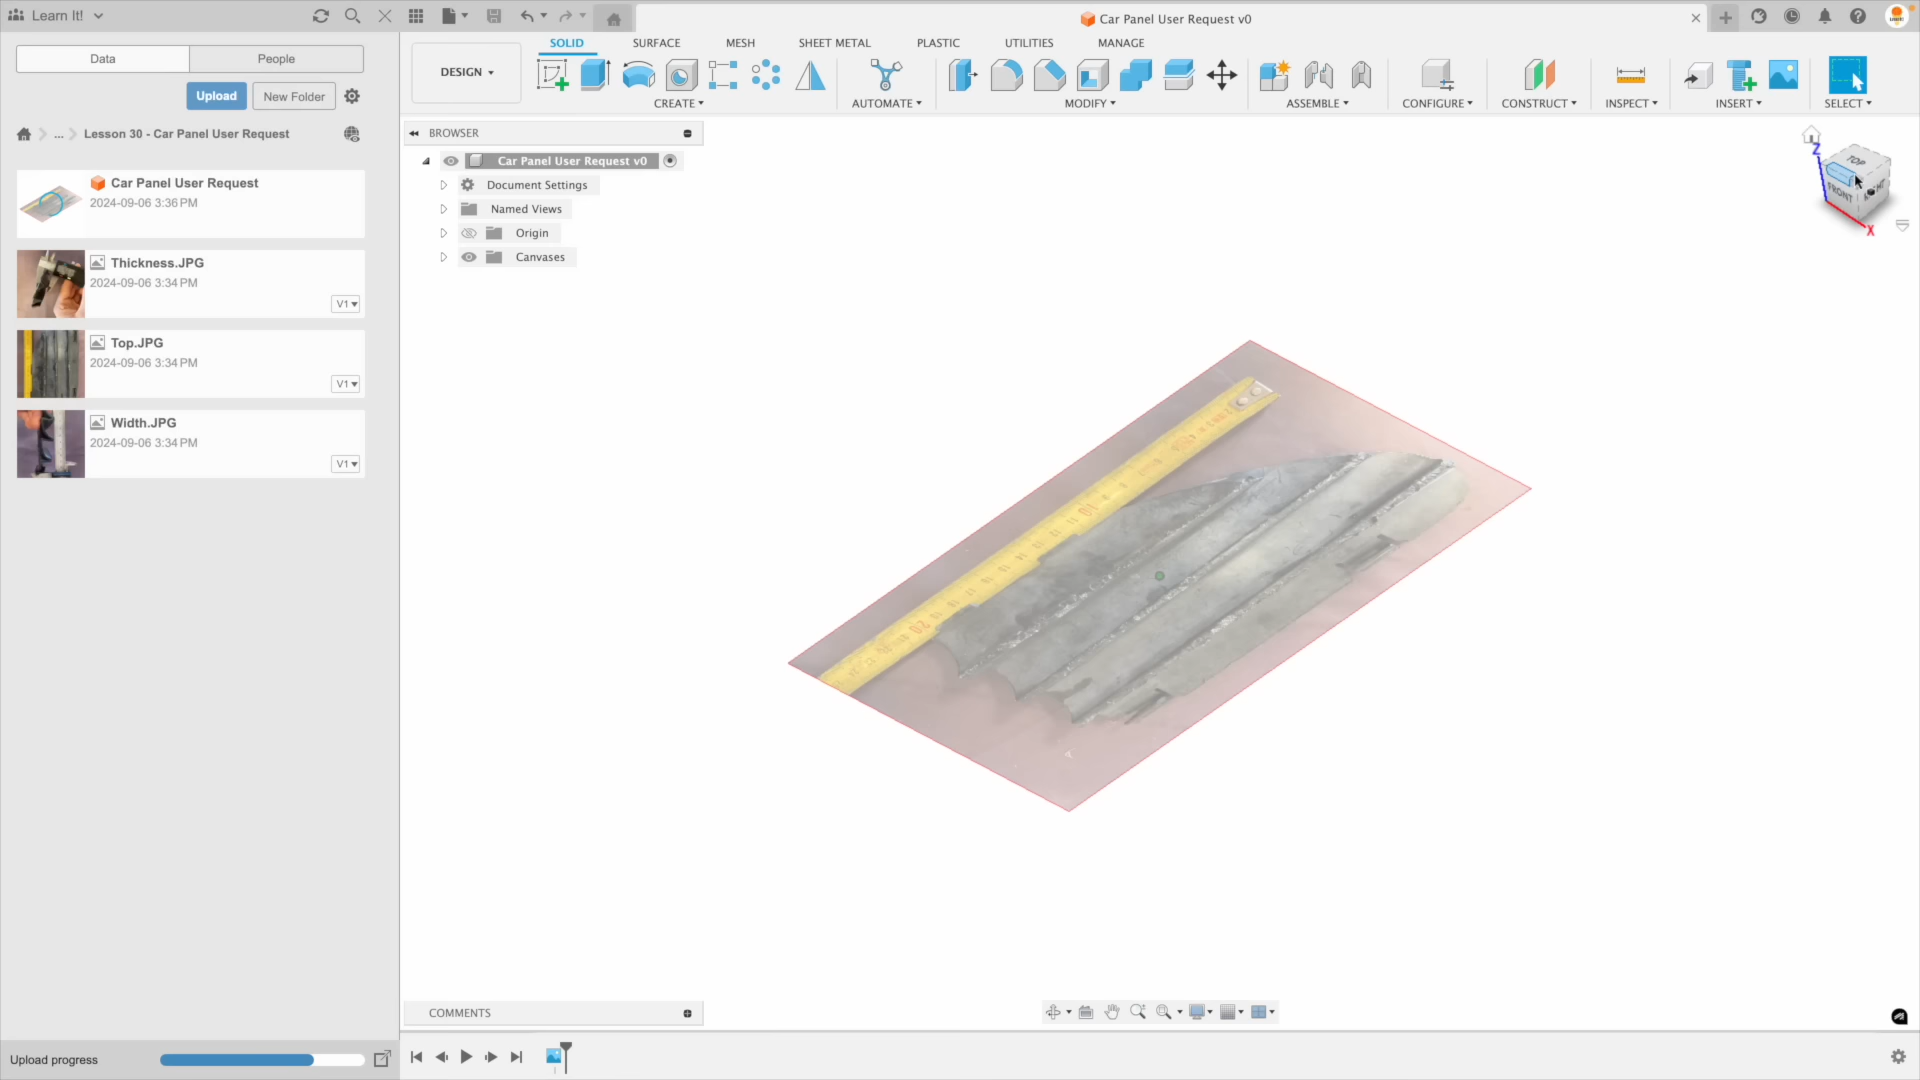 Learn It!
Car Panel User Request v0
Data
People
Upload
New Folder
... Lesson 30 - Car Panel User Request
Car Panel User Request
2024-09-06 3:36 PM
Thickness.JPG
2024-09-06 3:34 PM
V1
Top.JPG
2024-09-06 3:34 PM
V1
Width.JPG
2024-09-06 3:34 PM
V1
Upload progress
DESIGN
SOLID
SURFACE
MESH
SHEET METAL
PLASTIC
UTILITIES
MANAGE
CREATE
AUTOMATE
MODIFY
ASSEMBLE
CONFIGURE
CONSTRUCT
INSPECT
INSERT
SELECT
BROWSER
Car Panel User Request v0
Document Settings
Named Views
Origin
Canvases
Z
TOP
FRONT
X
10
20
COMMENTS